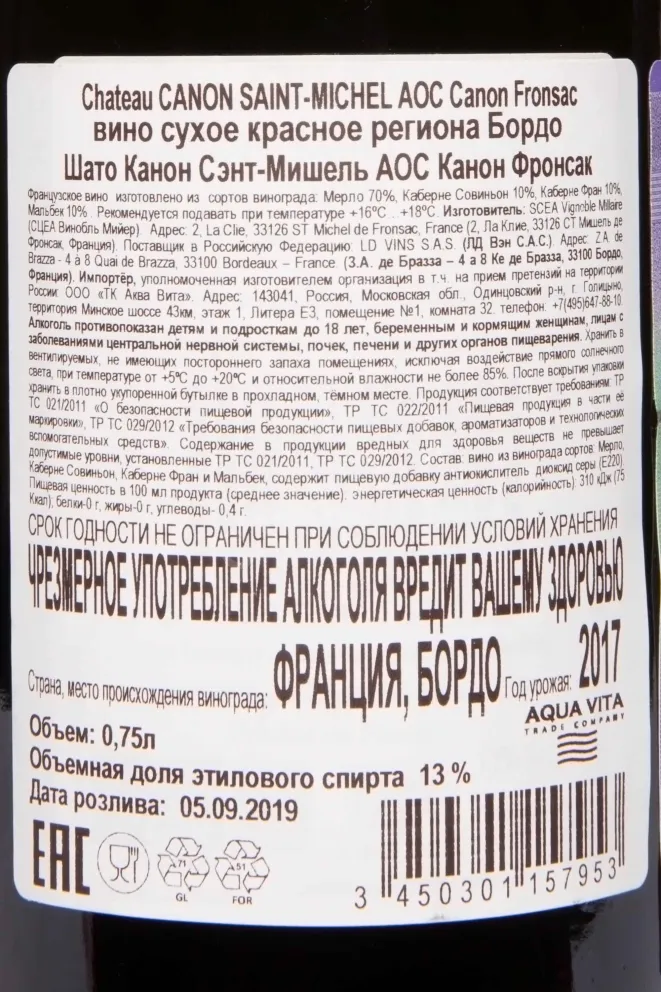 Chateau CANON SAINT-MICHEL AOC Canon Fronsac
вино сухое красное региона Бордо
Шато Канон Сэнт-Мишель АОС Канон Фронсак
Французское вино изготовлено из сортов винограда: Мерло 70%, Каберне Совиньон 10%, Каберне Фран 10%,
Мальбек 10% . Рекомендуется подавать при температуре +16°С .. +18°С. Изготовитель: SCEA Vignoble Millaire
(СЦЕА Винобль Мийер). Адрес: 2, La Clie, 33126 ST Michel de Fronsac, France (2, Ла Клие, 33126 СТ Мишель де
Фронсак, Франция). Поставщик в Российскую Федерацию: LD VINS S.A.S. (ЛД Вэн С.А.С.). Адрес: Z.A. de
Brazza - 4 à 8 Quai de Brazza, 33100 Bordeaux – France. (З.А. де Бразза – 4 а 8 Ке де Бразза, 33100 Бордо,
Франция). Импортёр, уполномоченная изготовителем организация в т.ч. на прием претензий на территории
России: ООО «ТК Аква Вита». Адрес: 143041, Россия, Московская обл., Одинцовский р-н, г. Голицыно,
территория Минское шоссе 43км, этаж 1, Литера Е3, помещение №1, комната 32. телефон: +7(495)647-88-10.
Алкоголь противопоказан детям и подросткам до 18 лет, беременным и кормящим женщинам, лицам с
заболеваниями центральной нервной системы, почек, печени и других органов пищеварения. Хранить в
вентилируемых, не имеющих постороннего запаха помещениях, исключая воздействие прямого солнечного
света, при температуре от +5°С до +20°С и относительной влажности не более 85%. После вскрытия упаковки
хранить в плотно укупоренной бутылке в прохладном, тёмном месте. Продукция соответствует требованиям: ТР
ТС 021/2011 «О безопасности пищевой продукции», ТР ТС 022/2011 «Пищевая продукция в части её
маркировки», ТР ТС 029/2012 «Требования безопасности пищевых добавок, ароматизаторов и технологических
вспомогательных средств». Содержание в продукции вредных для здоровья веществ не превышает
допустимые уровни, установленные ТР ТС 021/2011, ТР ТС 029/2012. Состав: вино из винограда сортов: Мерло,
Каберне Совиньон, Каберне Фран и Мальбек, содержит пищевую добавку антиокислитель диоксид серы (Е220).
Пищевая ценность в 100 мл продукта (среднее значение): энергетическая ценность (калорийность): 310 кДж (75
Ккал); белки-0 г, жиры-0 г, углеводы- 0,4 г.
СРОК ГОДНОСТИ НЕ ОГРАНИЧЕН ПРИ СОБЛЮДЕНИИ УСЛОВИЙ ХРАНЕНИЯ
ЧРЕЗМЕРНОЕ УПОТРЕБЛЕНИЕ АЛКОГОЛЯ ВРЕДИТ ВАШЕМУ ЗДОРОВЬЮ
Страна, место происхождения винограда: ФРАНЦИЯ, БОРДО Год урожая: 2017
AQUA VITA
TRADE COMPANY
Объем: 0,75л
Объемная доля этилового спирта 13 %
Дата розлива: 05.09.2019
ЕАС
71
GL
51
FOR
3 450301 157953